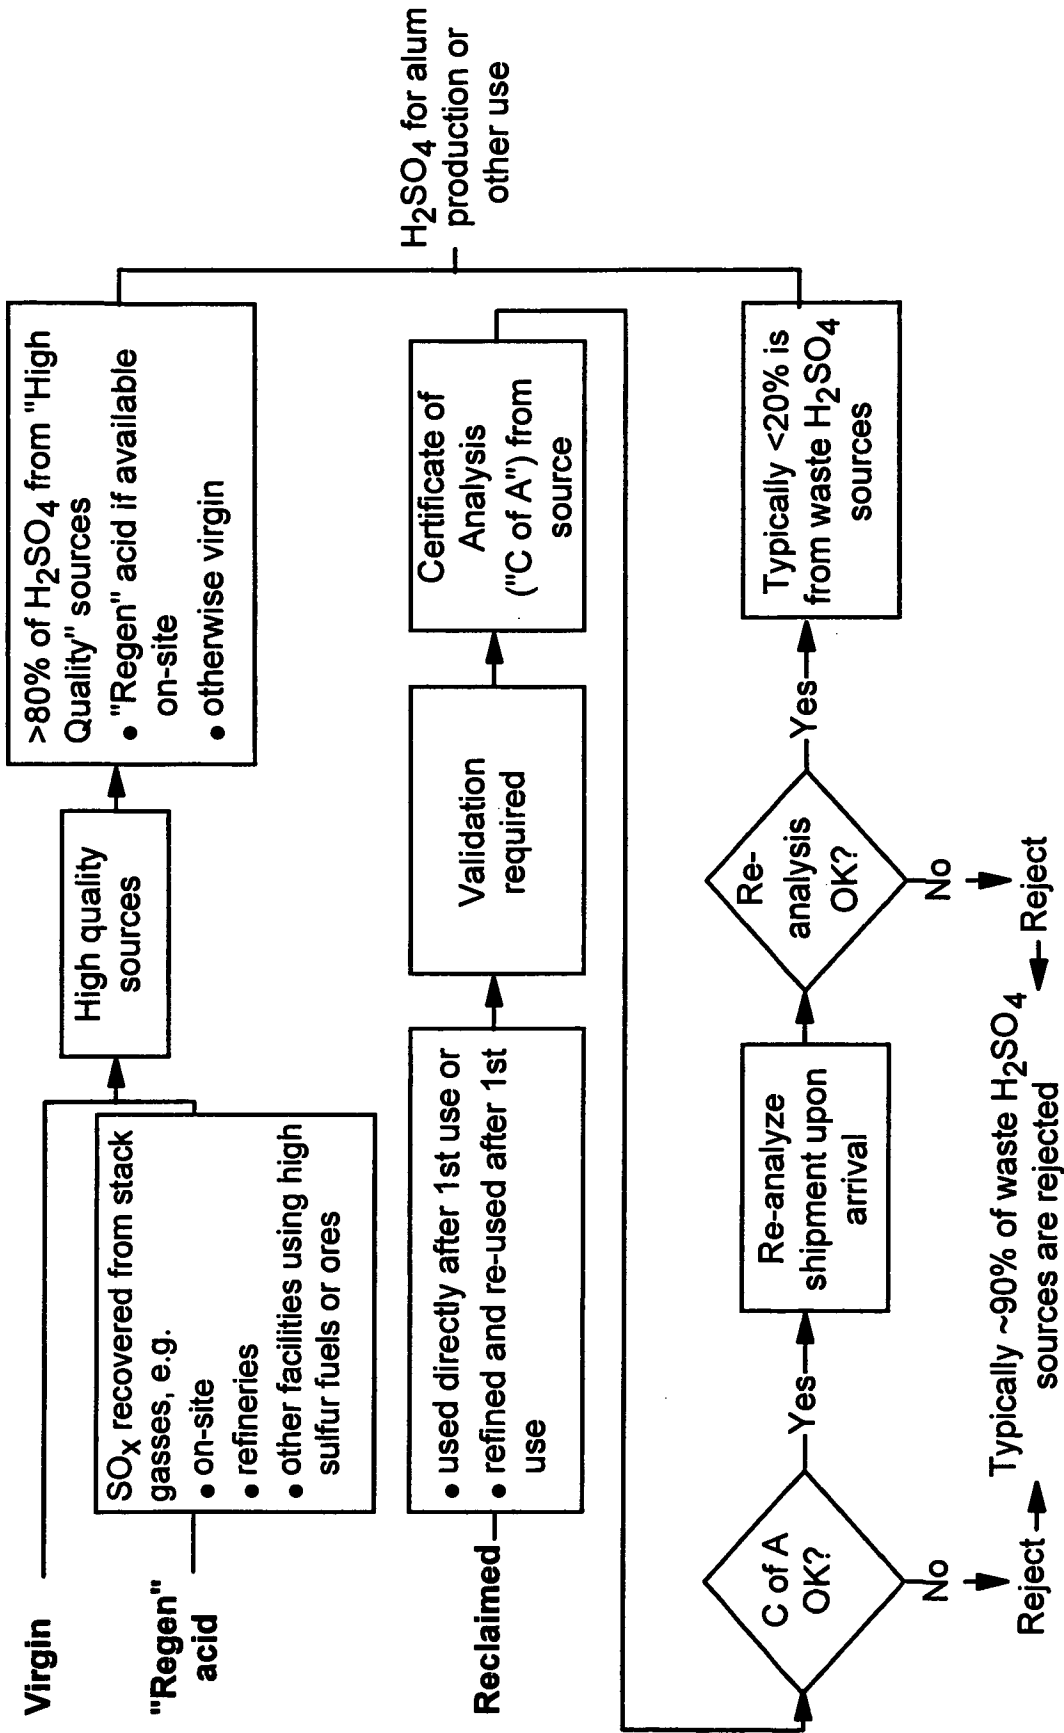 Virgin
"Regen"
acid
SOx recovered from stack
gasses, e.g.
• on-site
• refineries
• other facilities using high
sulfur fuels or ores
High quality
sources
>80% of H2SO4 from "High
Quality" sources
• "Regen" acid if available
on-site
• otherwise virgin
H2SO4 for alum
production or
other use
Reclaimed
• used directly after 1st use or
• refined and re-used after 1st
use
Validation
required
Certificate of
Analysis
("C of A") from
source
C of A
OK?
Yes
No
Reject
Re-analyze
shipment upon
arrival
Re-
analysis
OK?
Yes
No
Reject
Typically <20% is
from waste H2SO4
sources
Typically ~90% of waste H2SO4
sources are rejected